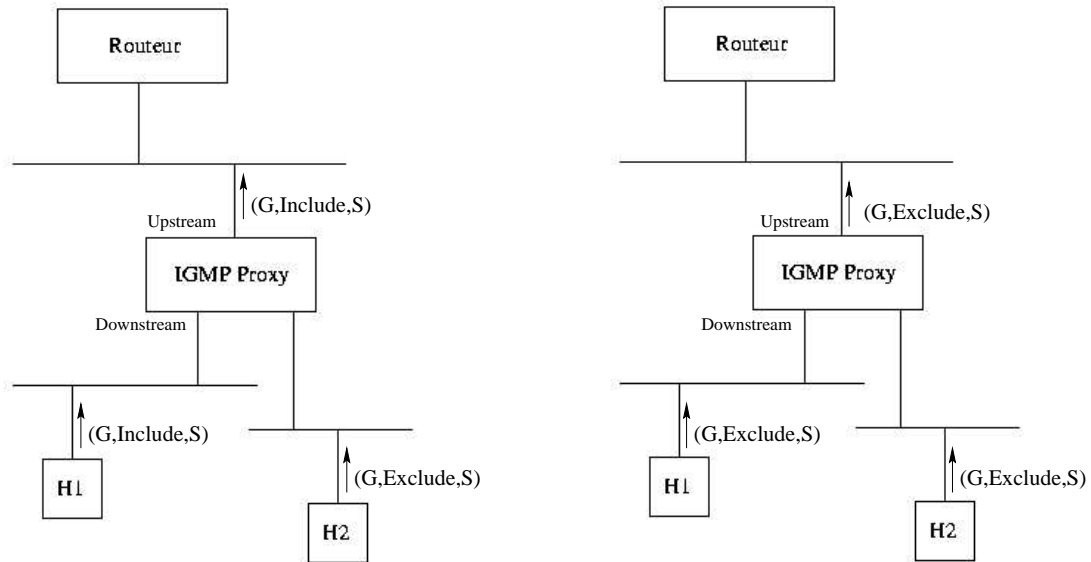 Routeur
(G,Include,S)
Upstream
IGMP Proxy
Downstream
(G,Include,S)
H1
(G,Exclude,S)
H2
Routeur
(G,Exclude,S)
Upstream
IGMP Proxy
Downstream
(G,Exclude,S)
H1
(G,Exclude,S)
H2